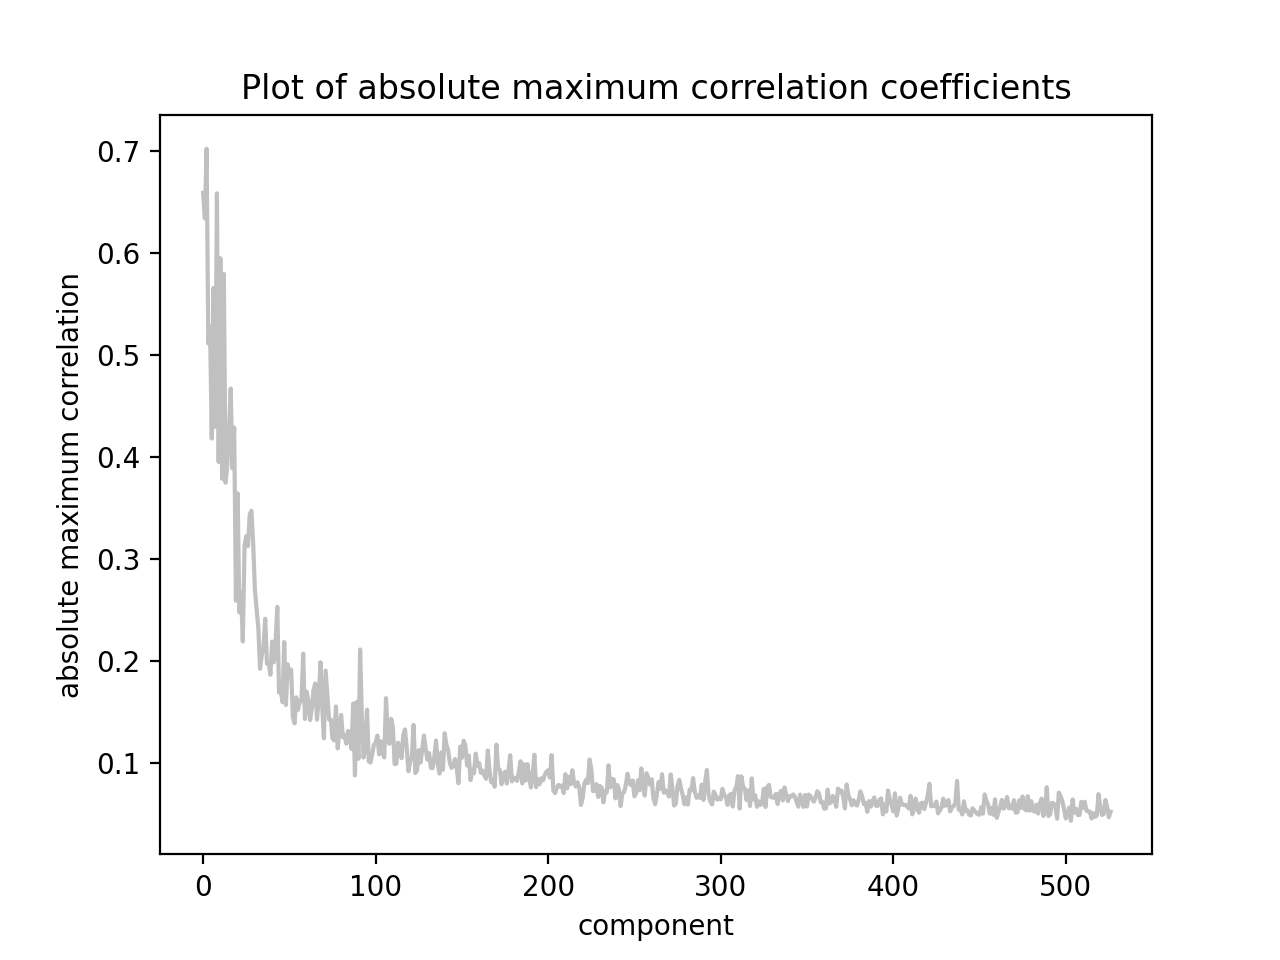 Plot of absolute maximum correlation coefficients
0.7
0.6
0.5
0.4
0.3
0.2
0.1
absolute maximum correlation
0 100 200 300 400 500
component